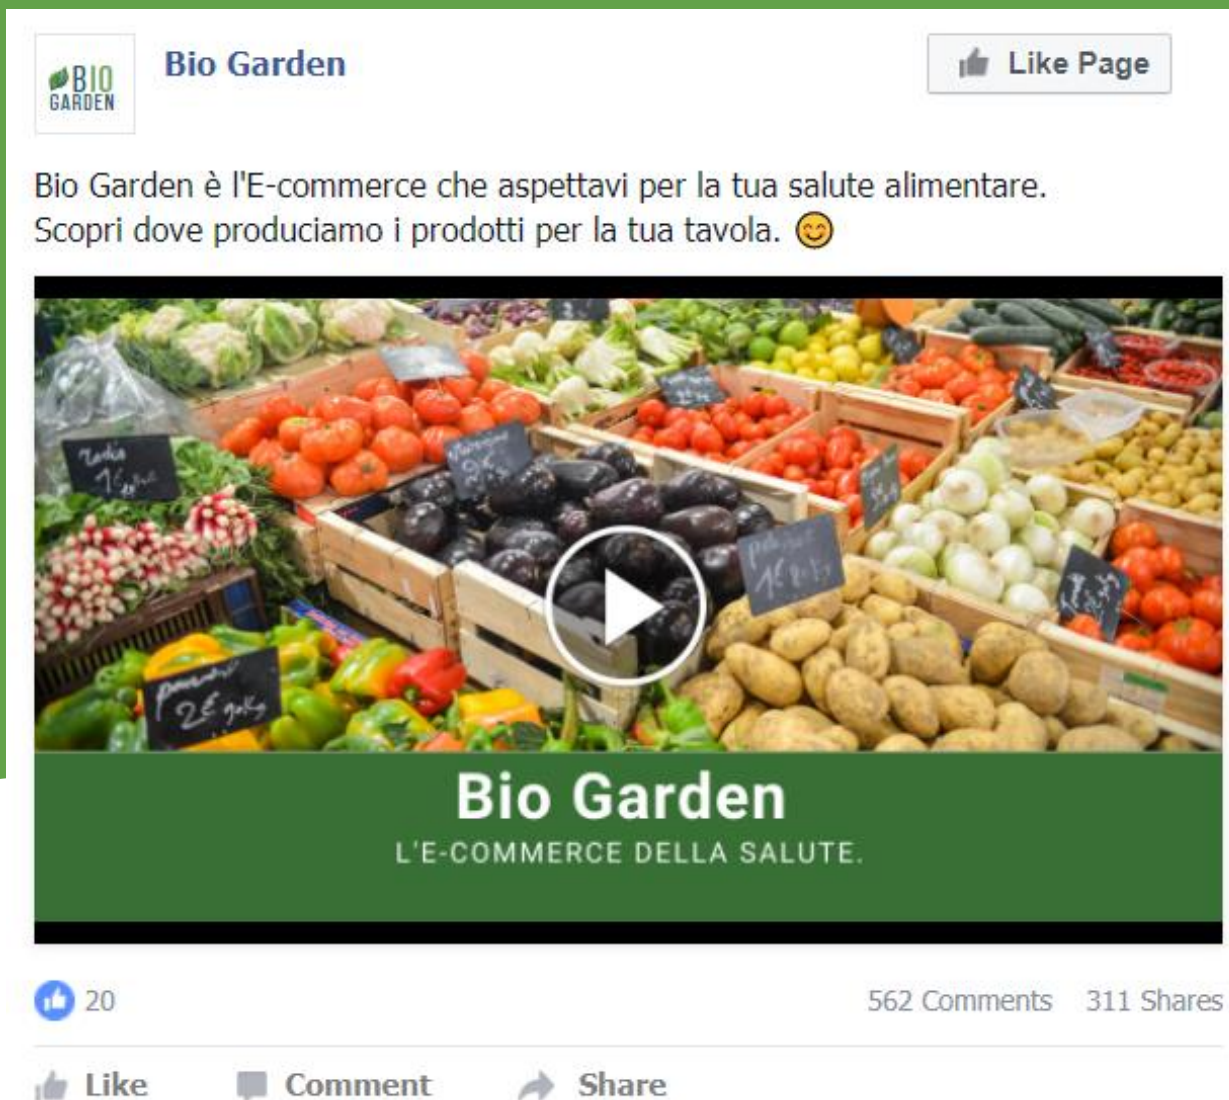 BIO
GARDEN
Bio Garden
Like Page
Bio Garden è l'E-commerce che aspettavi per la tua salute alimentare.
Scopri dove produciamo i prodotti per la tua tavola. 😊
2€
Bio Garden
L'E-COMMERCE DELLA SALUTE.
20
562 Comments 311 Shares
Like Comment Share